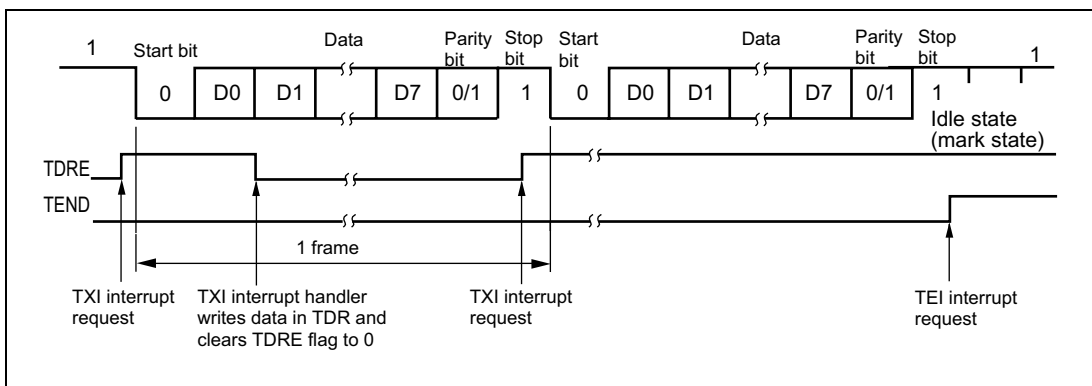 1 Start bit Data Parity bit Stop bit Start bit Data Parity bit Stop bit 1
0 D0 D1 D7 0/1 1 0 D0 D1 D7 0/1 1
Idle state
(mark state)
TDRE
TEND
1 frame
TXI interrupt
request
TXI interrupt handler
writes data in TDR and
clears TDRE flag to 0
TXI interrupt
request
TEI interrupt
request